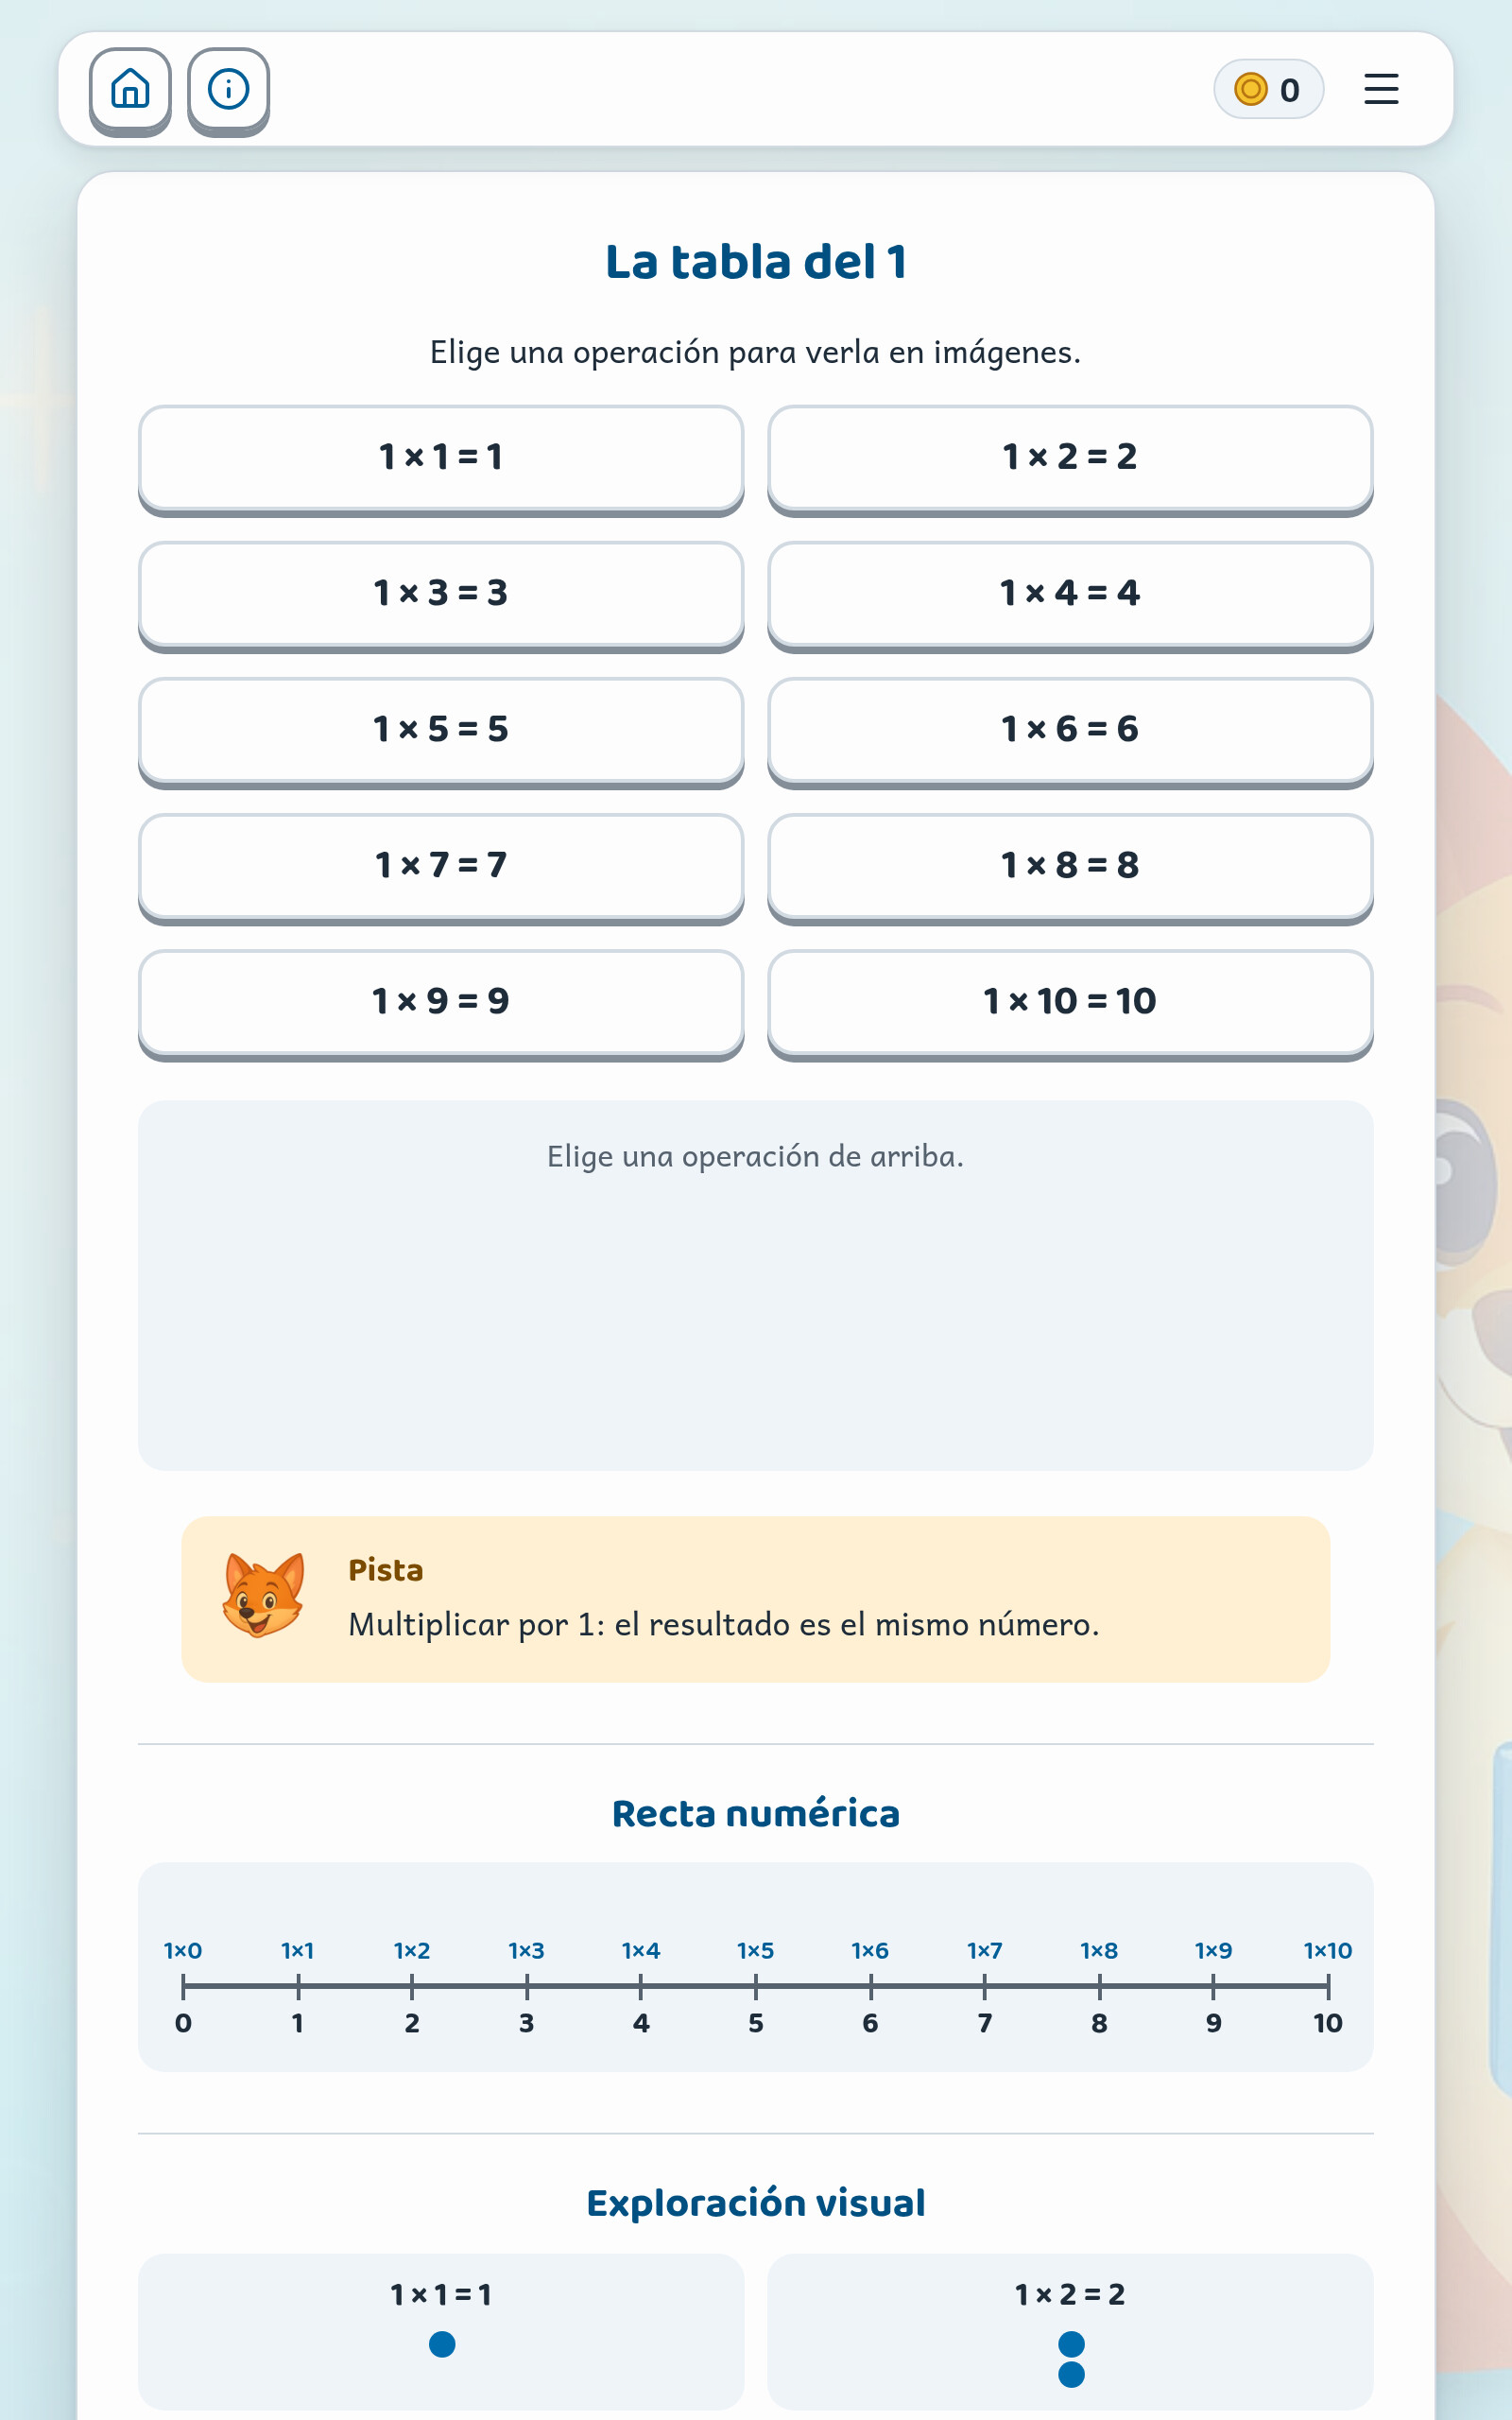 0
La tabla del 1
Elige una operación para verla en imágenes.
1 × 1 = 1
1 × 2 = 2
1 × 3 = 3
1 × 4 = 4
1 × 5 = 5
1 × 6 = 6
1 × 7 = 7
1 × 8 = 8
1 × 9 = 9
1 × 10 = 10
Elige una operación de arriba.
Pista
Multiplicar por 1: el resultado es el mismo número.
Recta numérica
1×0 1×1 1×2 1×3 1×4 1×5 1×6 1×7 1×8 1×9 1×10
0 1 2 3 4 5 6 7 8 9 10
Exploración visual
1 × 1 = 1
1 × 2 = 2